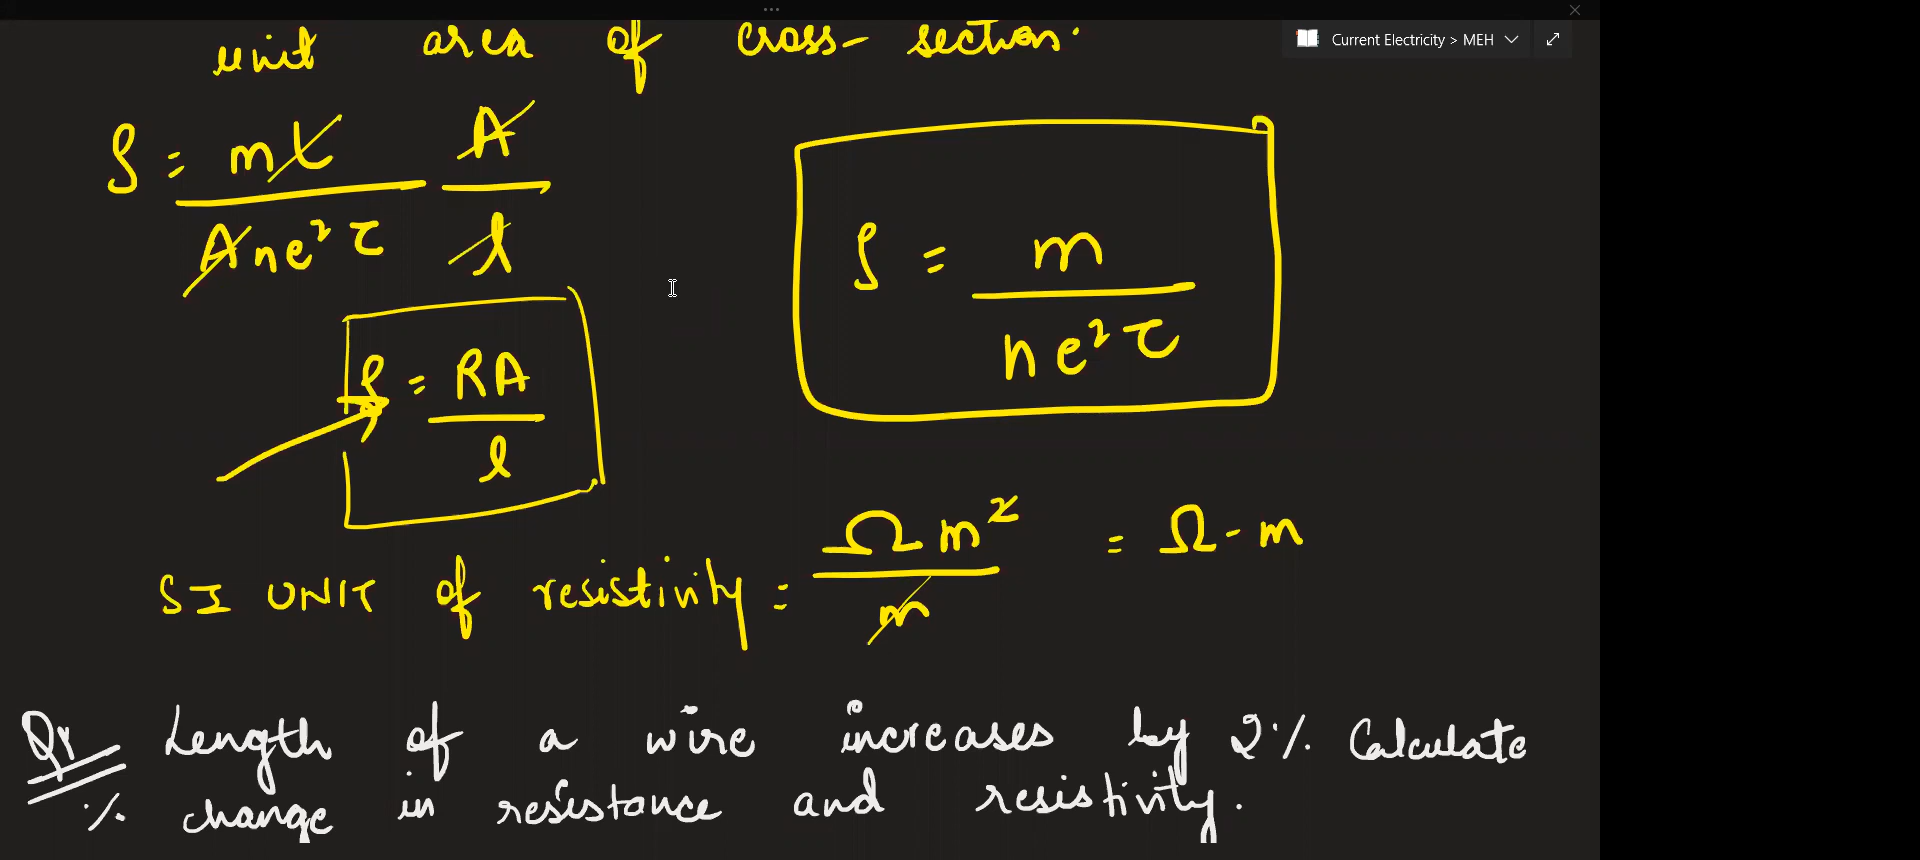 unit area of cross-section.
Current Electricity > MEH
ρ = ml/Ane²τ A/l
ρ = m/ne²τ
ρ = RA/l
SI UNIT of resistivity = Ωm²/m = Ω-m
Q. Length of a wire increases by 2% Calculate
% change in resistance and resistivity.